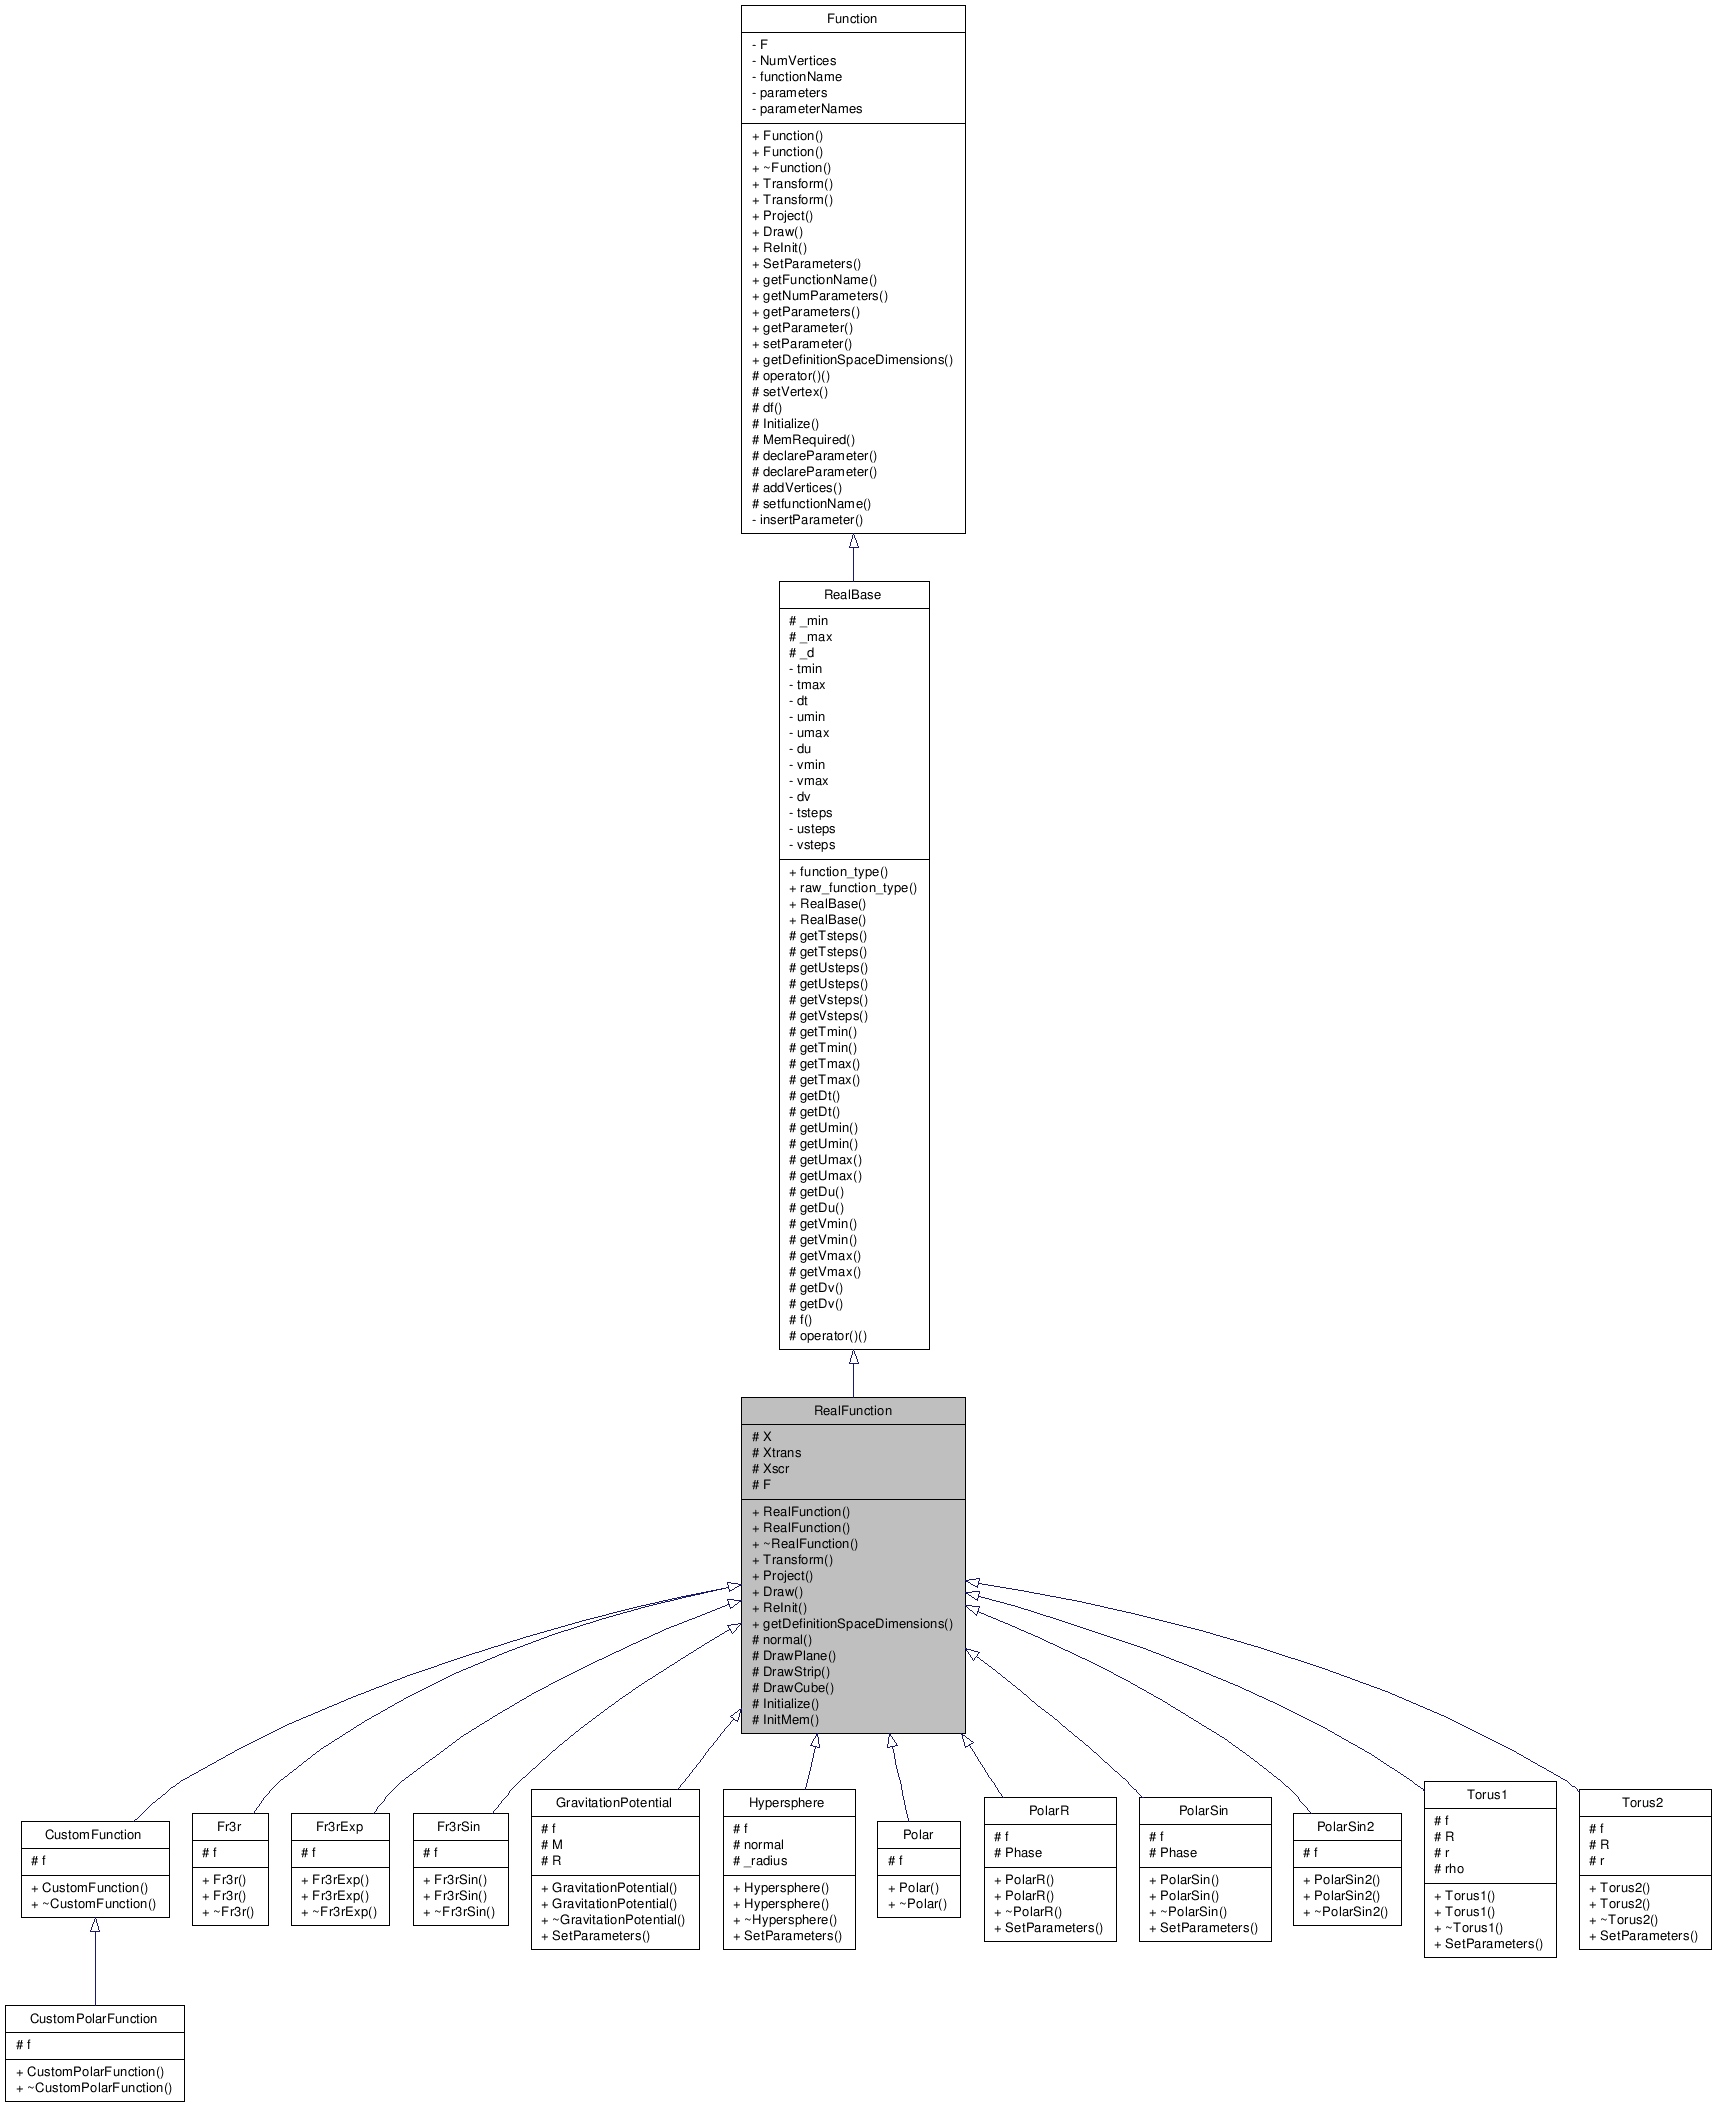 Function
- F
- NumVertices
- functionName
- parameters
- parameterNames
+ Function()
+ Function()
+ ~Function()
+ Transform()
+ Transform()
+ Project()
+ Draw()
+ ReInit()
+ SetParameters()
+ getFunctionName()
+ getNumParameters()
+ getParameters()
+ getParameter()
+ setParameter()
+ getDefinitionSpaceDimensions()
# operator()()
# setVertex()
# df()
# Initialize()
# MemRequired()
# declareParameter()
# declareParameter()
# addVertices()
# setfunctionName()
- insertParameter()
RealBase
# _min
# _max
# _d
- tmin
- tmax
- dt
- umin
- umax
- du
- vmin
- vmax
- dv
- tsteps
- usteps
- vsteps
+ function_type()
+ raw_function_type()
+ RealBase()
+ RealBase()
# getTsteps()
# getTsteps()
# getUsteps()
# getUsteps()
# getVsteps()
# getVsteps()
# getTmin()
# getTmin()
# getTmax()
# getTmax()
# getDt()
# getDt()
# getUmin()
# getUmin()
# getUmax()
# getUmax()
# getDu()
# getDu()
# getVmin()
# getVmin()
# getVmax()
# getVmax()
# getDv()
# getDv()
# f()
# operator()()
RealFunction
# X
# Xtrans
# Xscr
# F
+ RealFunction()
+ RealFunction()
+ ~RealFunction()
+ Transform()
+ Project()
+ Draw()
+ ReInit()
+ getDefinitionSpaceDimensions()
# normal()
# DrawPlane()
# DrawStrip()
# DrawCube()
# Initialize()
# InitMem()
CustomFunction
# f
+ CustomFunction()
+ ~CustomFunction()
Fr3r
# f
+ Fr3r()
+ Fr3r()
+ ~Fr3r()
Fr3rExp
# f
+ Fr3rExp()
+ Fr3rExp()
+ ~Fr3rExp()
Fr3rSin
# f
+ Fr3rSin()
+ Fr3rSin()
+ ~Fr3rSin()
GravitationPotential
# f
# M
# R
+ GravitationPotential()
+ GravitationPotential()
+ ~GravitationPotential()
+ SetParameters()
Hypersphere
# f
# normal
# _radius
+ Hypersphere()
+ Hypersphere()
+ ~Hypersphere()
+ SetParameters()
Polar
# f
+ Polar()
+ ~Polar()
PolarR
# f
# Phase
+ PolarR()
+ PolarR()
+ ~PolarR()
+ SetParameters()
PolarSin
# f
# Phase
+ PolarSin()
+ PolarSin()
+ ~PolarSin()
+ SetParameters()
PolarSin2
# f
+ PolarSin2()
+ PolarSin2()
+ ~PolarSin2()
Torus1
# f
# R
# r
# rho
+ Torus1()
+ Torus1()
+ ~Torus1()
+ SetParameters()
Torus2
# f
# R
# r
+ Torus2()
+ Torus2()
+ ~Torus2()
+ SetParameters()
CustomPolarFunction
# f
+ CustomPolarFunction()
+ ~CustomPolarFunction()